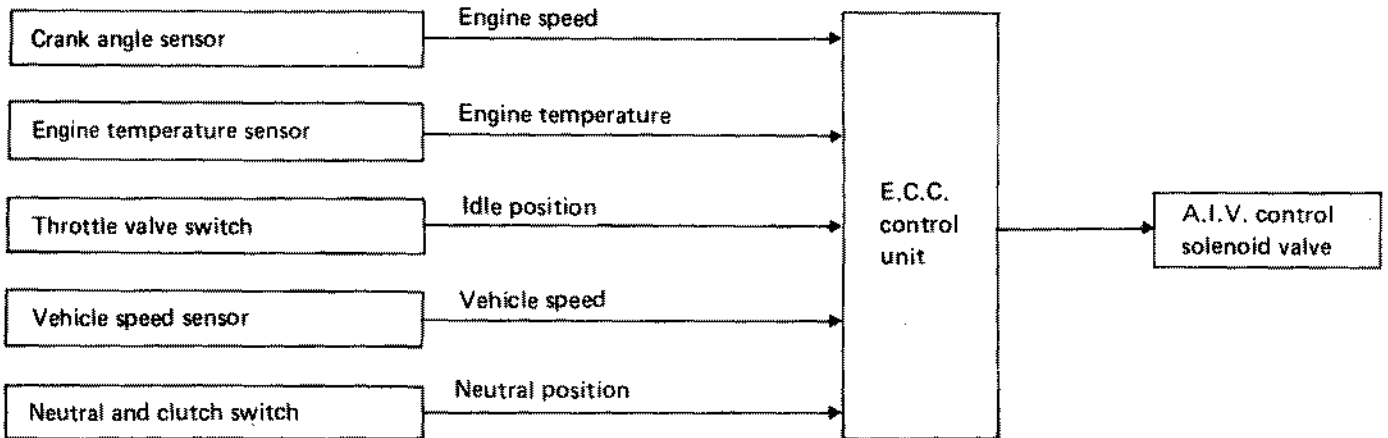 Crank angle sensor
Engine speed
Engine temperature sensor
Engine temperature
Throttle valve switch
Idle position
Vehicle speed sensor
Vehicle speed
Neutral and clutch switch
Neutral position
E.C.C.
control
unit
A.I.V. control
solenoid valve